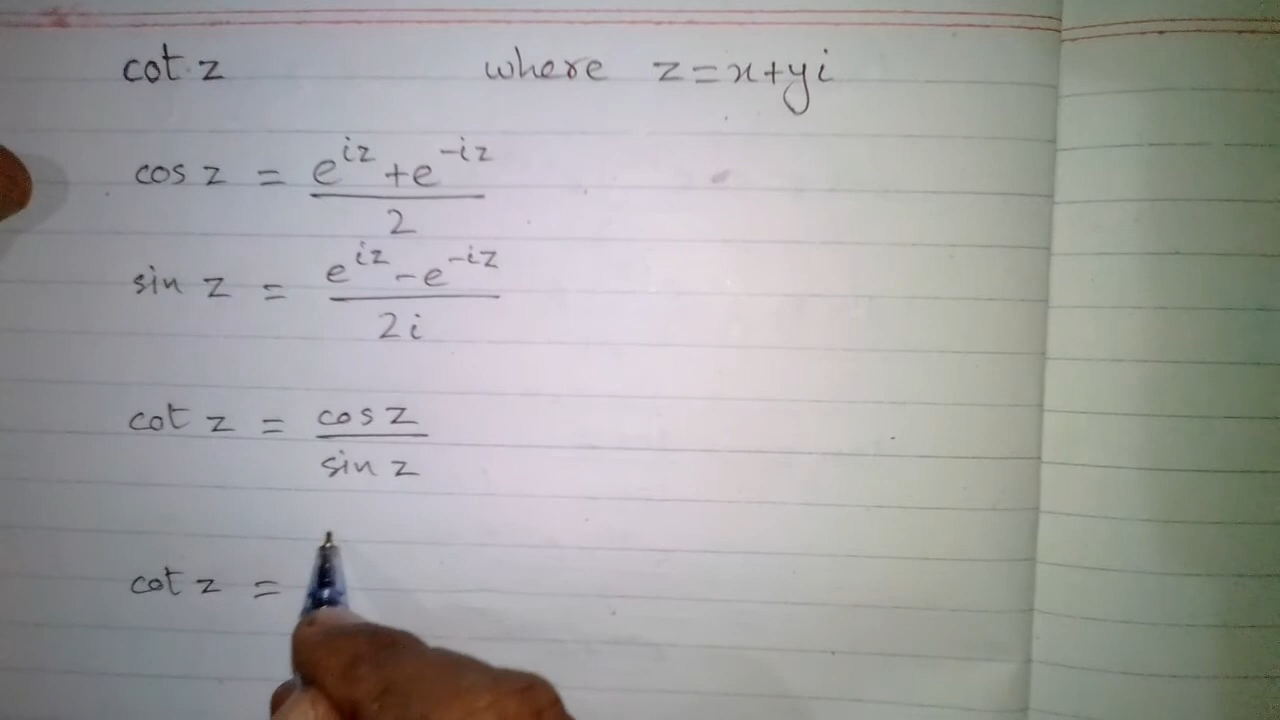 cot z where z = x+yi
cos z = e^{iz} + e^{-iz} / 2
sin z = e^{iz} - e^{-iz} / 2i
cot z = cos z / sin z
cot z =